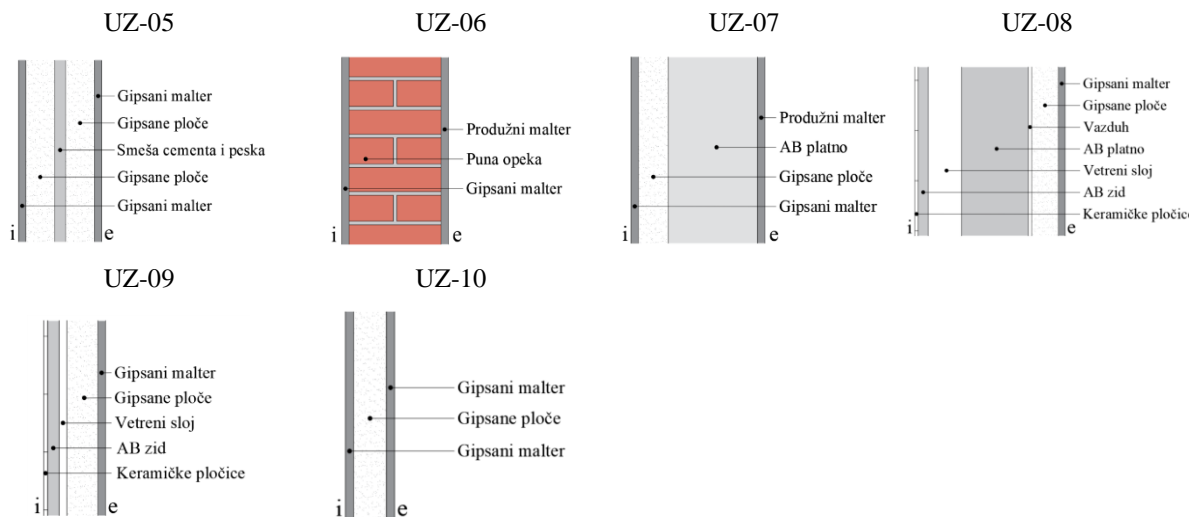 UZ-05
Gipsani malter
Gipsane ploče
Smeša cementa i peska
Gipsane ploče
Gipsani malter
i
e
UZ-06
Produžni malter
Puna opeka
Gipsani malter
i
e
UZ-07
Produžni malter
AB platno
Gipsane ploče
Gipsani malter
i
e
UZ-08
Gipsani malter
Gipsane ploče
Vazduh
AB platno
Vetreni sloj
AB zid
Keramičke pločice
i
e
UZ-09
Gipsani malter
Gipsane ploče
Vetreni sloj
AB zid
Keramičke pločice
i
e
UZ-10
Gipsani malter
Gipsane ploče
Gipsani malter
i
e